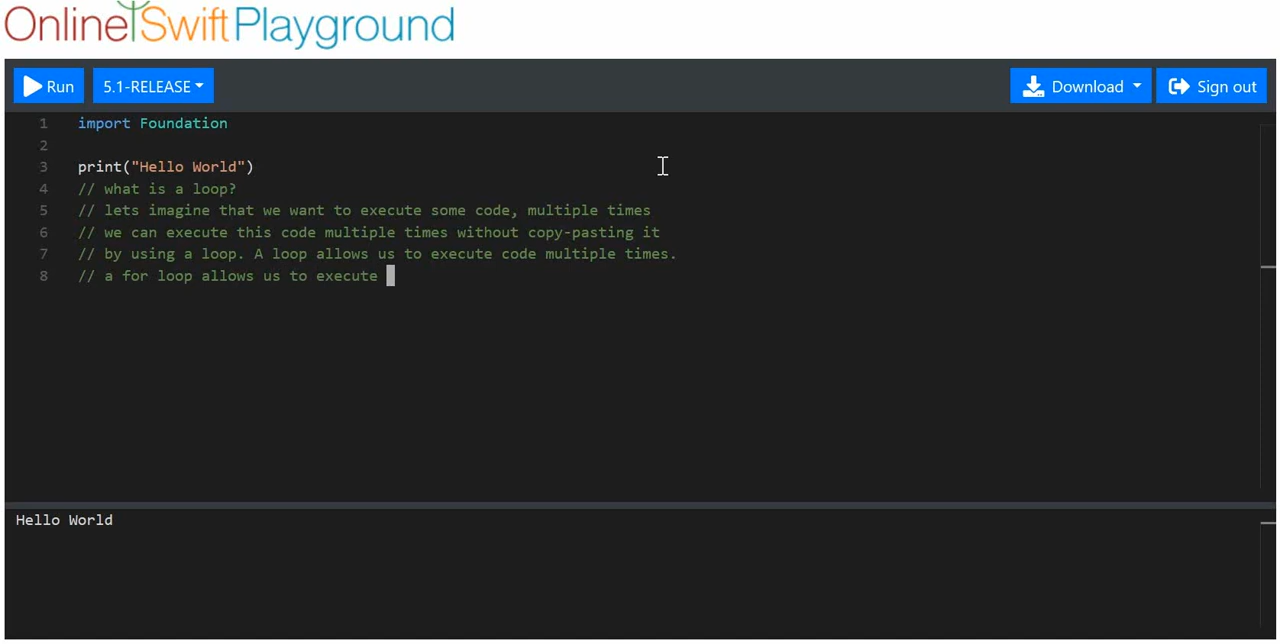 Online Swift Playground
Run 5.1-RELEASE Download Sign out
1 import Foundation
2
3 print("Hello World")
4 // what is a loop?
5 // lets imagine that we want to execute some code, multiple times
6 // we can execute this code multiple times without copy-pasting it
7 // by using a loop. A loop allows us to execute code multiple times.
8 // a for loop allows us to execute
Hello World